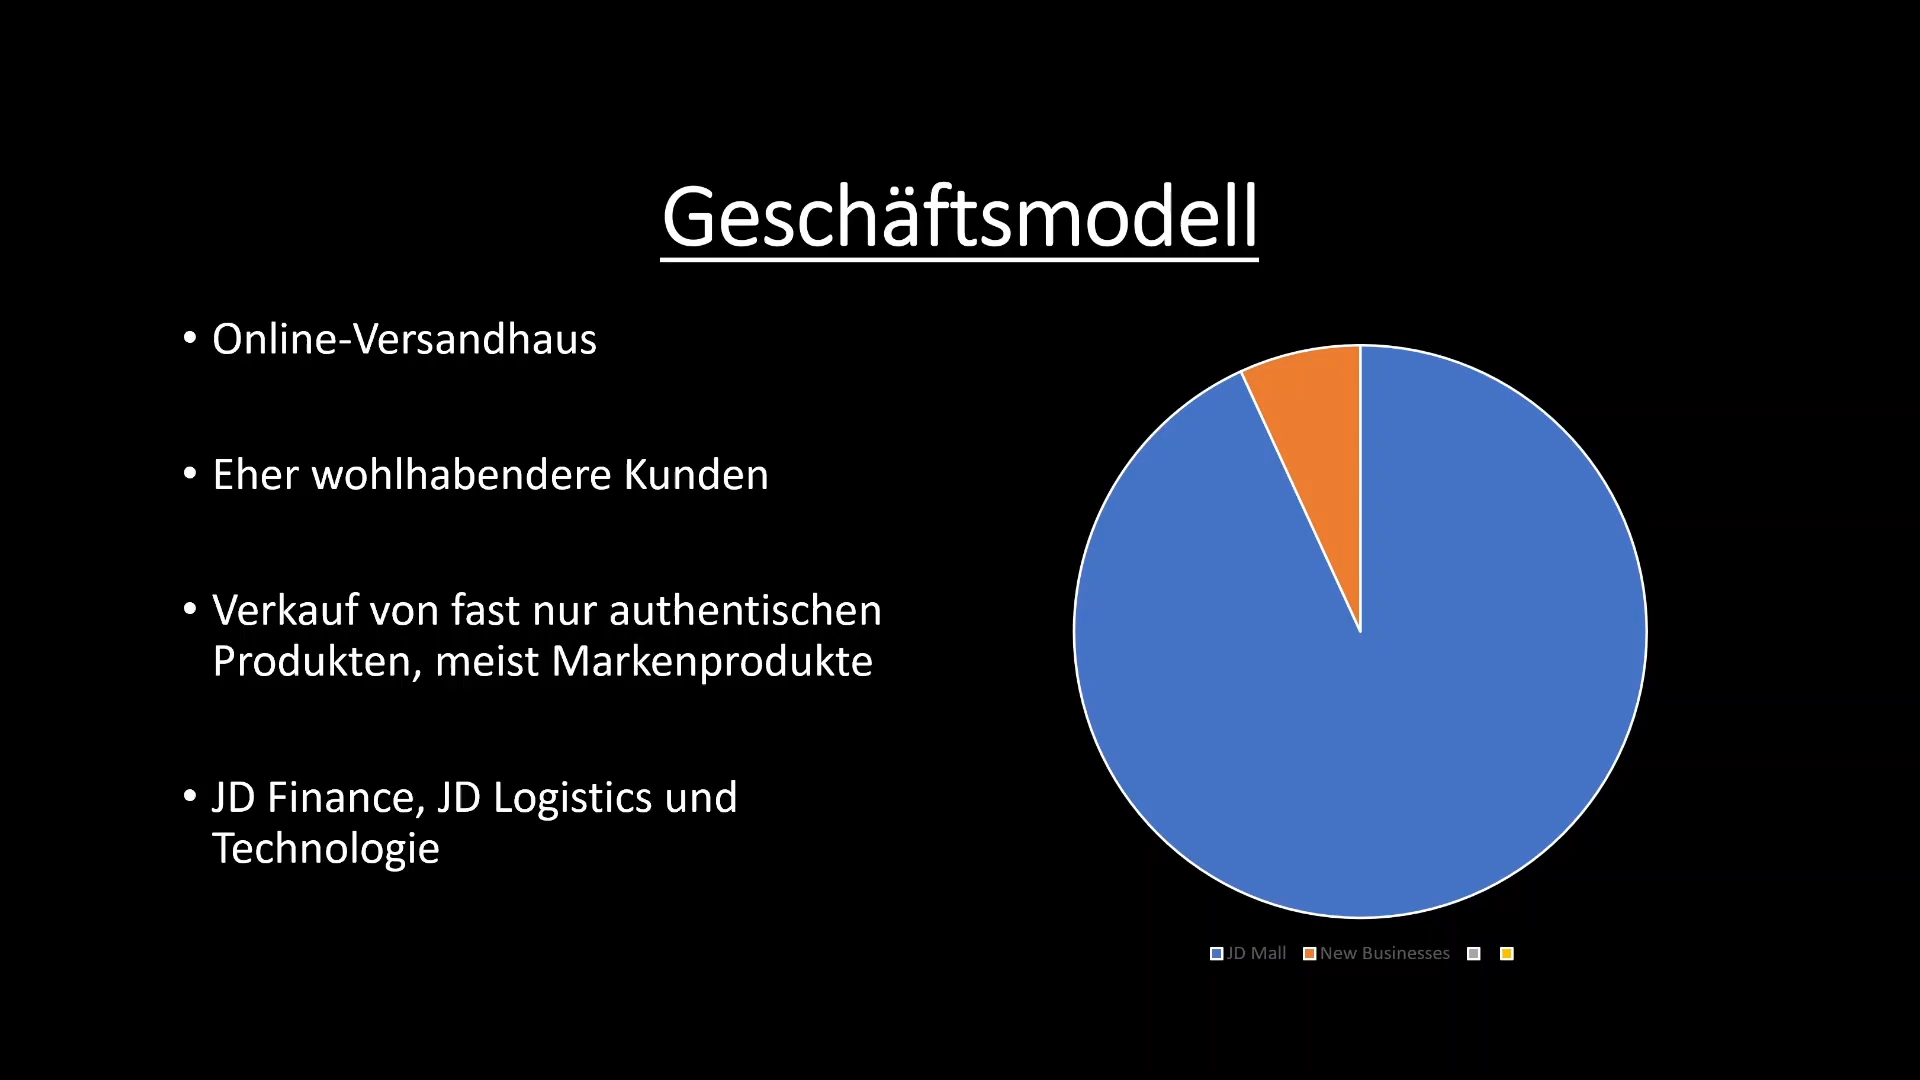 Geschäftsmodell
• Online-Versandhaus
• Eher wohlhabendere Kunden
• Verkauf von fast nur authentischen
Produkten, meist Markenprodukte
• JD Finance, JD Logistics und
Technologie
JD Mall New Businesses